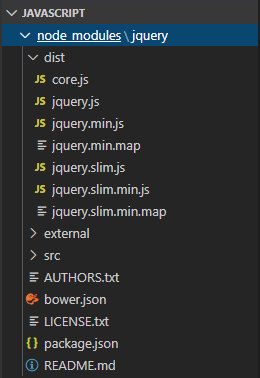 JAVASCRIPT
node_modules\jquery
dist
JS core.js
JS jquery.js
JS jquery.min.js
jquery.min.map
JS jquery.slim.js
JS jquery.slim.min.js
jquery.slim.min.map
external
src
AUTHORS.txt
bower.json
LICENSE.txt
{} package.json
README.md